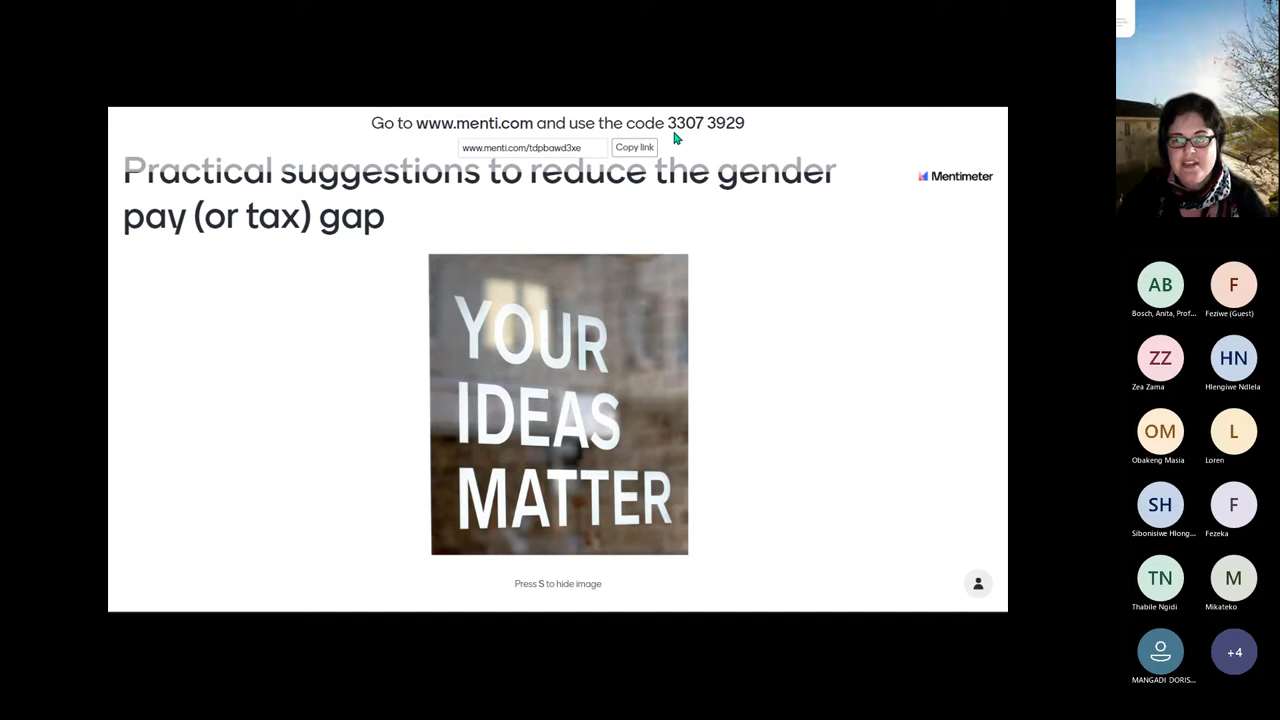 Go to www.menti.com and use the code 3307 3929
www.menti.com/tdpbawd3xe
Copy link
Practical suggestions to reduce the gender
pay (or tax) gap
Mentimeter
YOUR
IDEAS
MATTER
Press S to hide image
AB
Bosch, Anita, Prof...
F
Feziwe (Guest)
ZZ
Zea Zama
HN
Hlengiwe Ndlela
OM
Obakeng Masia
L
Loren
SH
Sibonisiwe Hlong...
F
Fezeka
TN
Thabile Ngidi
M
Mikateko
MANGADI DORIS...
+4